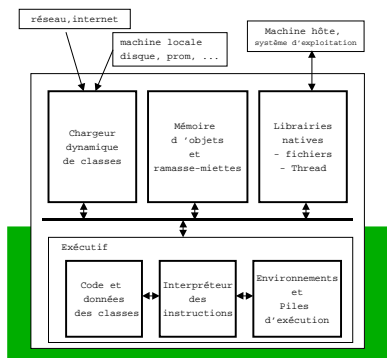 réseau,internet
machine locale
disque, prom, ...
Machine hôte,
système d'exploitation
Chargeur
dynamique
de classes
Mémoire
d 'objets
et
ramasse-miettes
Librairies
natives
- fichiers
- Thread
Exécutif
Code et
données
des classes
Interpréteur
des
instructions
Environnements
et
Piles
d'exécution